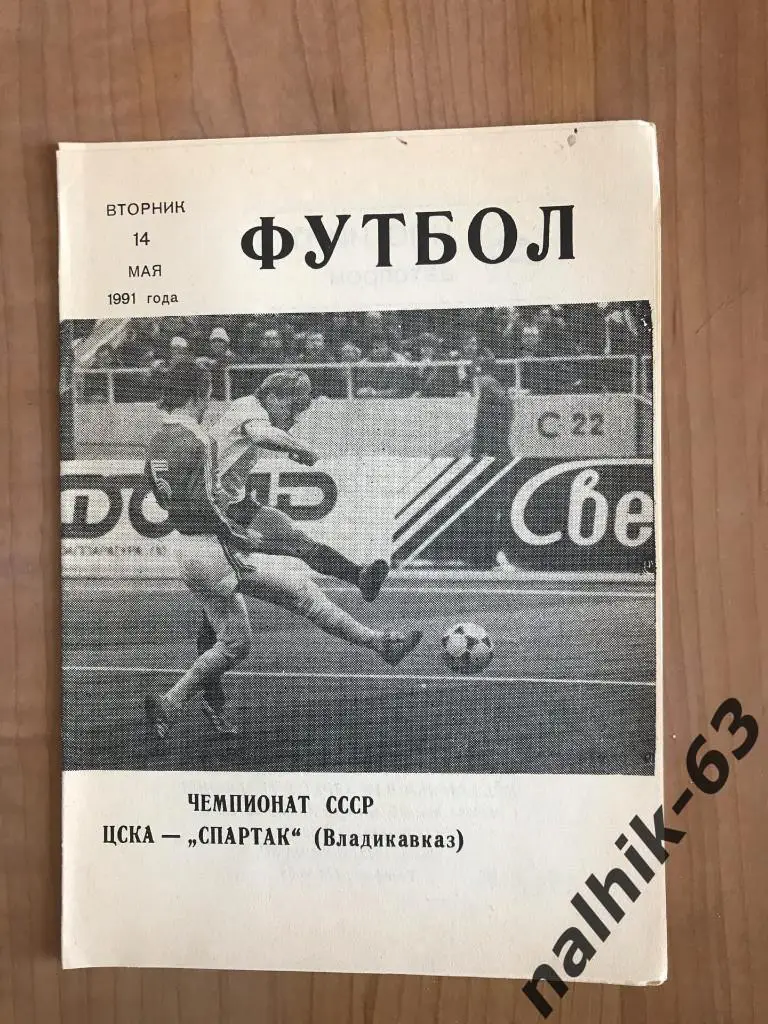 ВТОРНИК
14
МАЯ
1991 года
ФУТБОЛ
С 22
Све
ЧЕМПИОНАТ СССР
ЦСКА — „СПАРТАК“ (Владикавказ)
nalhik-63